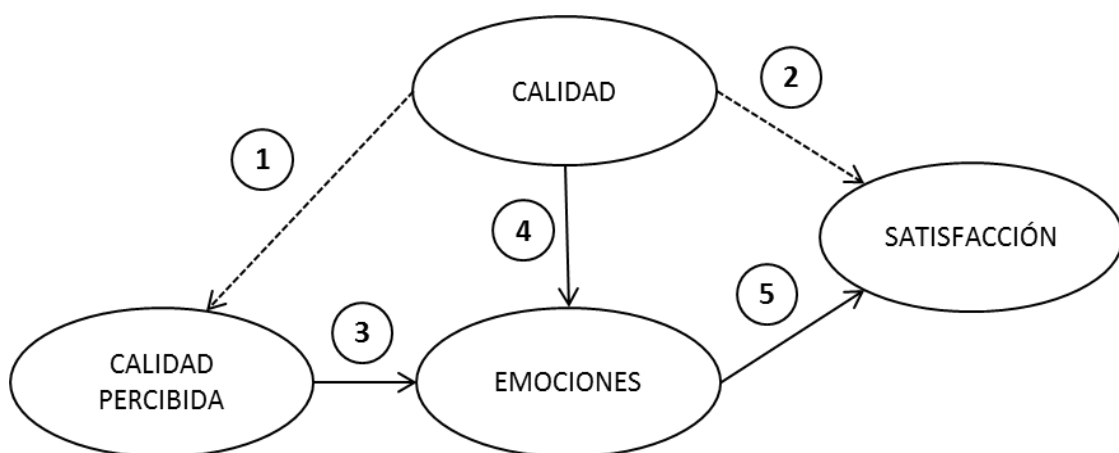 CALIDAD
2
1
4
SATISFACCIÓN
5
3
CALIDAD
PERCIBIDA
EMOCIONES